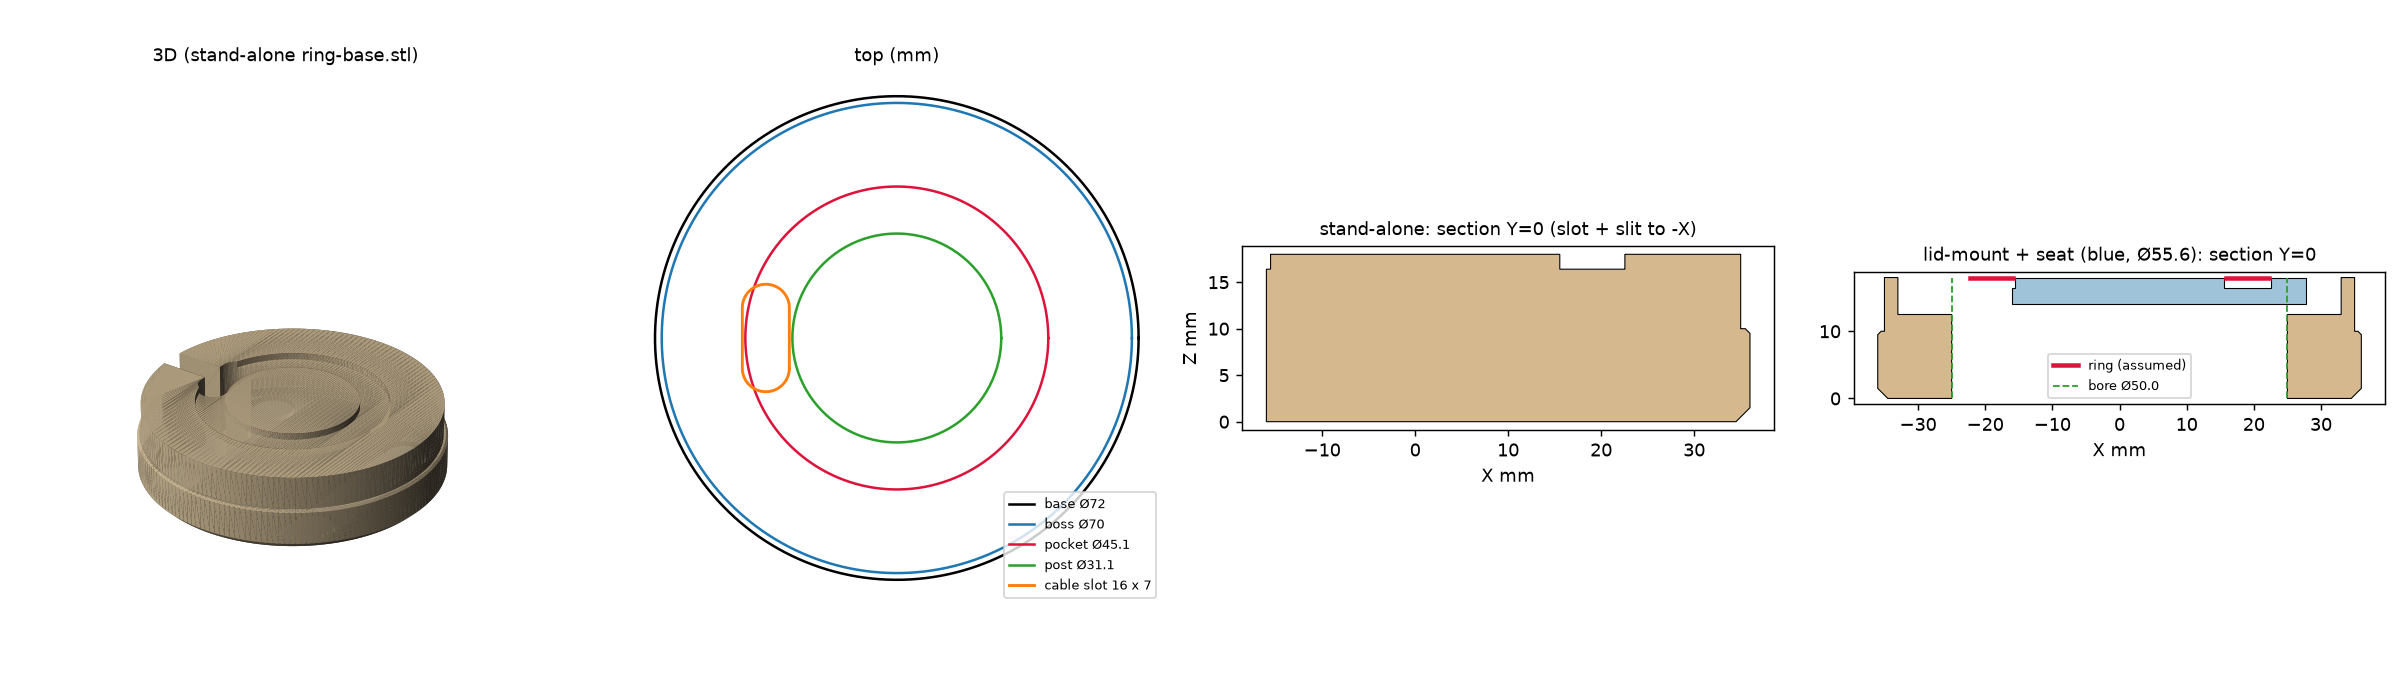 3D (stand-alone ring-base.stl)
top (mm)
base Ø72
boss Ø70
pocket Ø45.1
post Ø31.1
cable slot 16 x 7
stand-alone: section Y=0 (slot + slit to -X)
Z mm
15
10
5
0
−10 0 10 20 30
X mm
lid-mount + seat (blue, Ø55.6): section Y=0
10
0
ring (assumed)
bore Ø50.0
−30 −20 −10 0 10 20 30
X mm